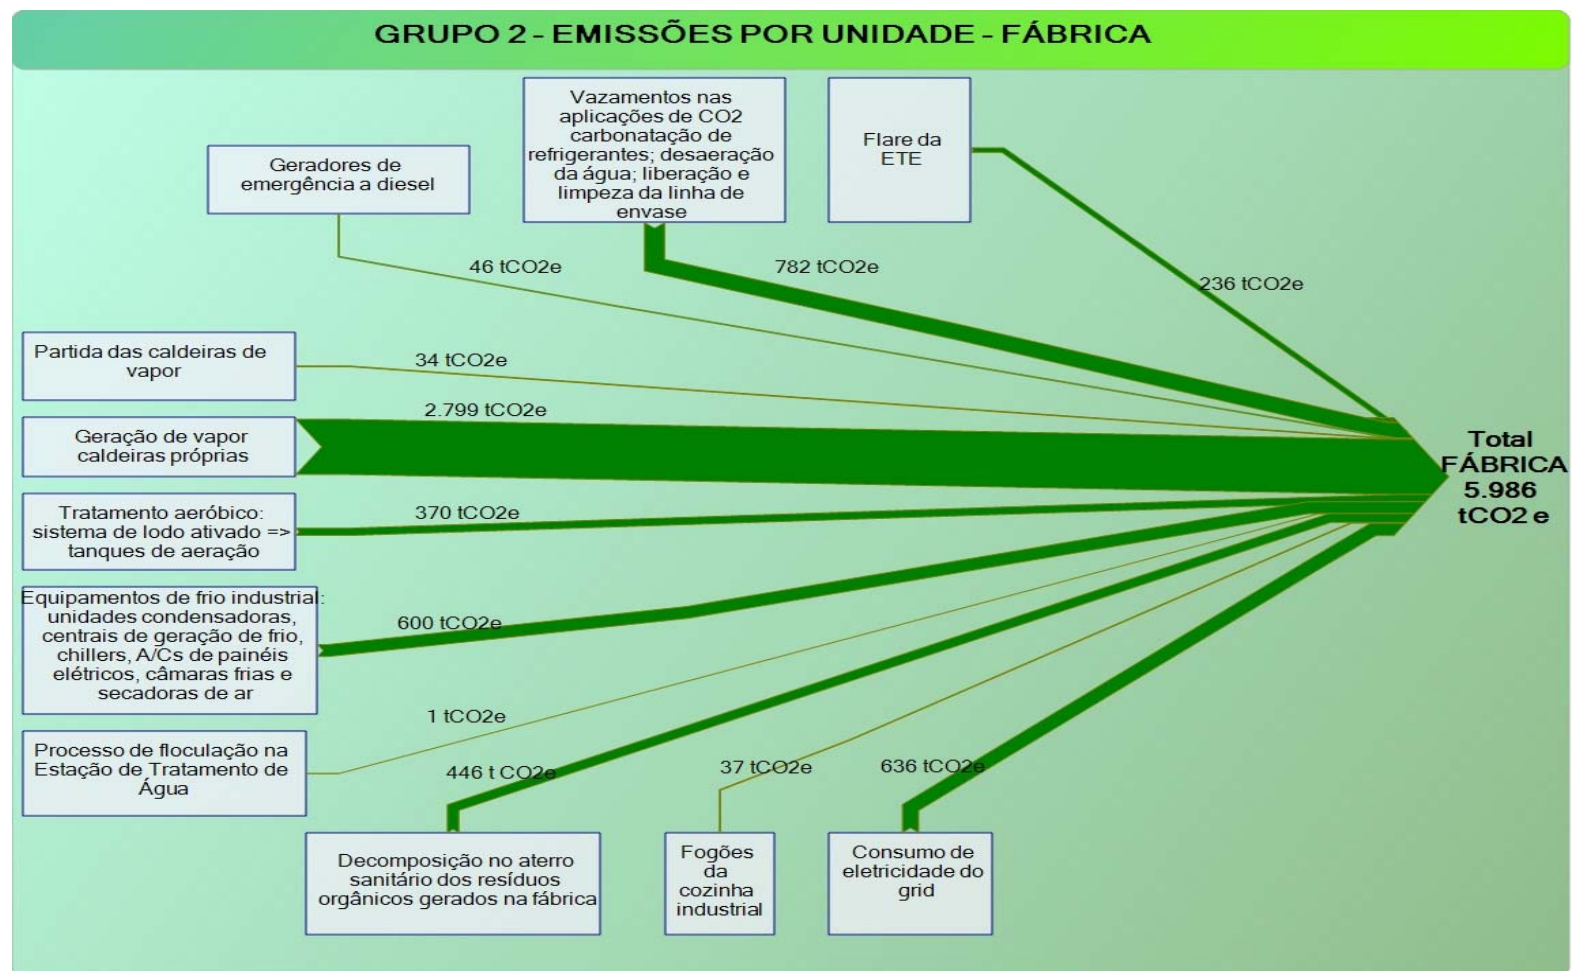 GRUPO 2 - EMISSÕES POR UNIDADE - FÁBRICA
Vazamentos nas
aplicações de CO2
carbonatação de
refrigerantes; desaeração
da água; liberação e
limpeza da linha de
envase
Flare da
ETE
Geradores de
emergência a diesel
46 tCO2e
782 tCO2e
236 tCO2e
Partida das caldeiras de
vapor
34 tCO2e
Geração de vapor
caldeiras próprias
2.799 tCO2e
Total
FÁBRICA
5.986
tCO2 e
Tratamento aeróbico:
sistema de lodo ativado =>
tanques de aeração
370 tCO2e
Equipamentos de frio industrial:
unidades condensadoras,
centrais de geração de frio,
chillers, A/Cs de painéis
elétricos, câmaras frias e
secadoras de ar
600 tCO2e
Processo de floculação na
Estação de Tratamento de
Água
1 tCO2e
446 t CO2e
37 tCO2e
636 tCO2e
Decomposição no aterro
sanitário dos resíduos
orgânicos gerados na fábrica
Fogões
da
cozinha
industrial
Consumo de
eletricidade do
grid